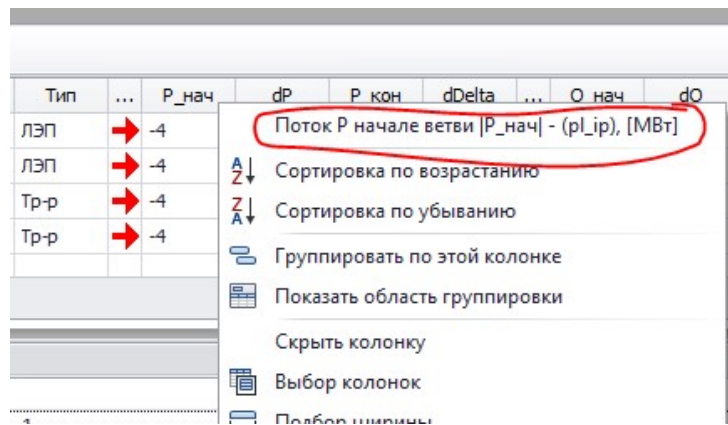 Тип ... P_нач dP P_кон dDelta ... Q_нач dQ
ЛЭП -4
Поток P начале ветви |P_нач| - (pl_ip), [МВт]
ЛЭП -4
Сортировка по возрастанию
Тр-р -4
Сортировка по убыванию
Тр-р -4
Группировать по этой колонке
Показать область группировки
Скрыть колонку
Выбор колонок
Подбор ширины